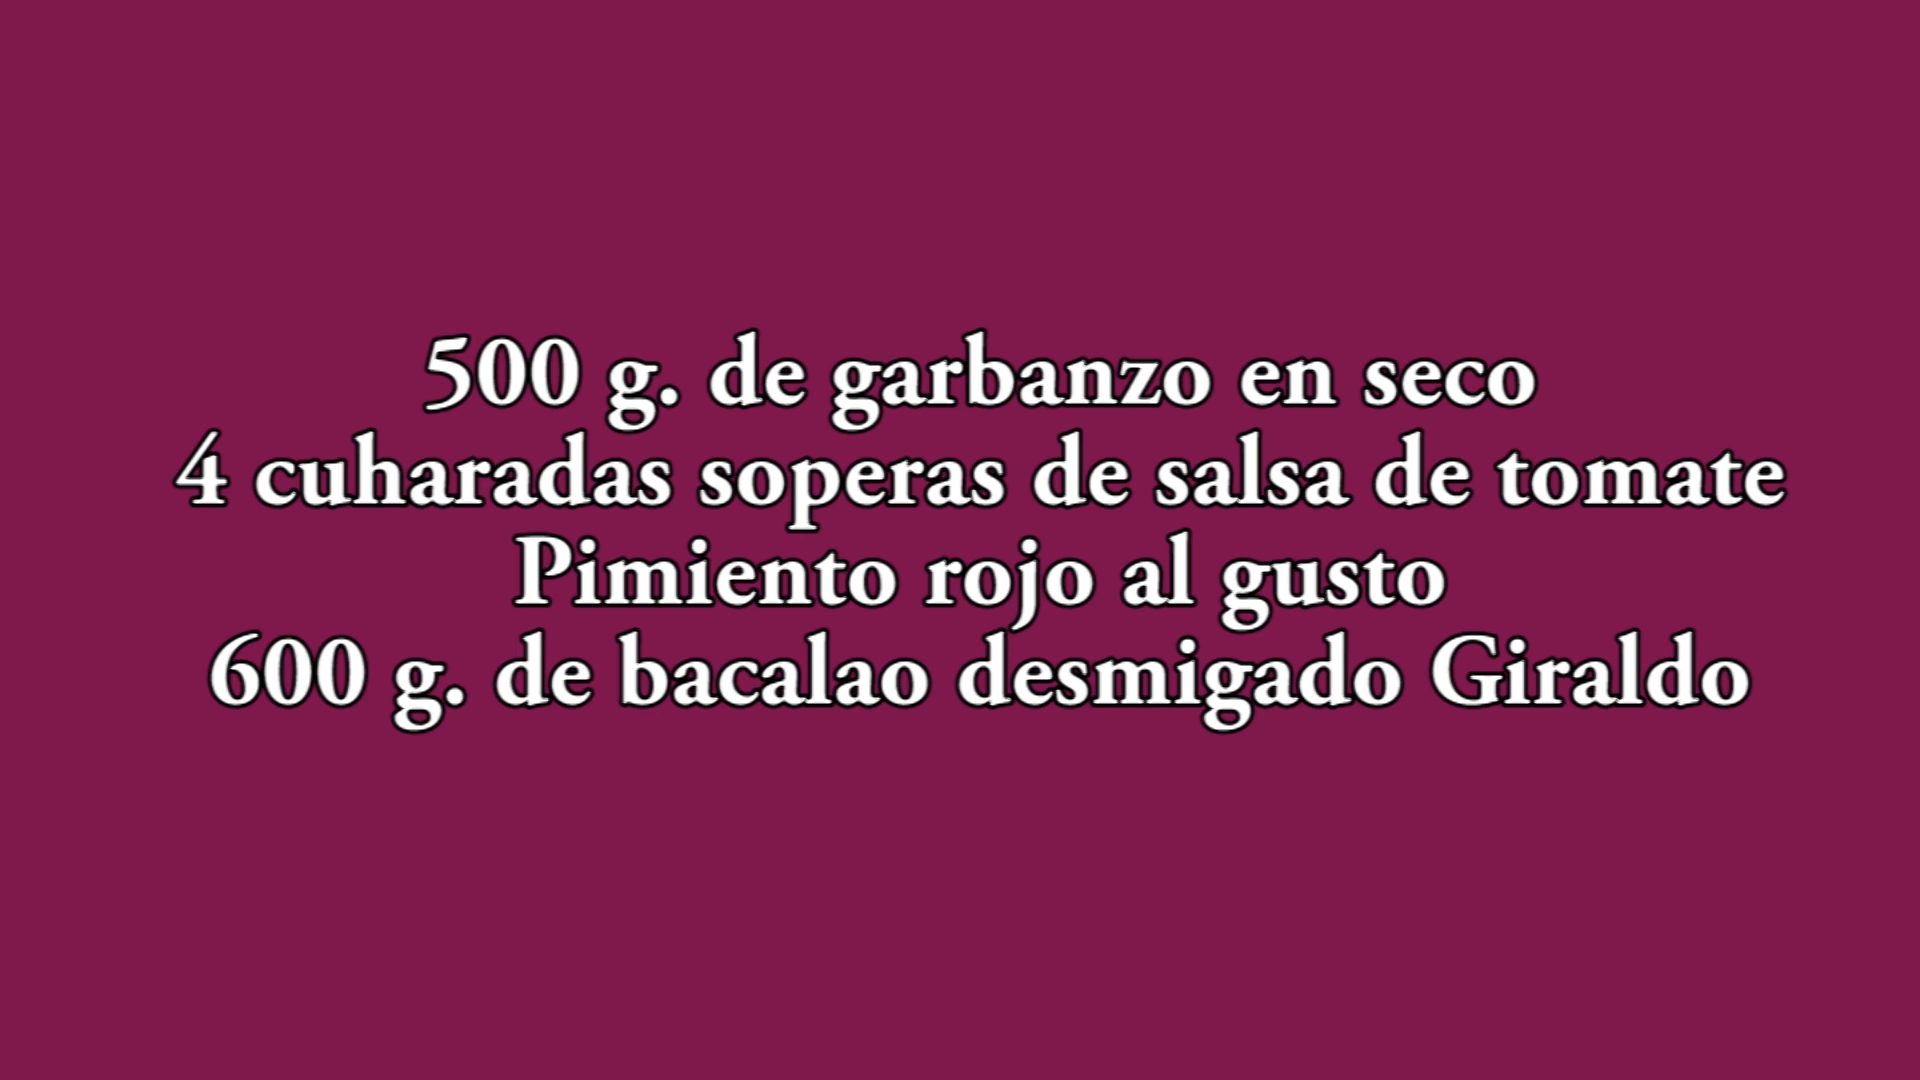 500 g. de garbanzo en seco
4 cuharadas soperas de salsa de tomate
Pimiento rojo al gusto
600 g. de bacalao desmigado Giraldo